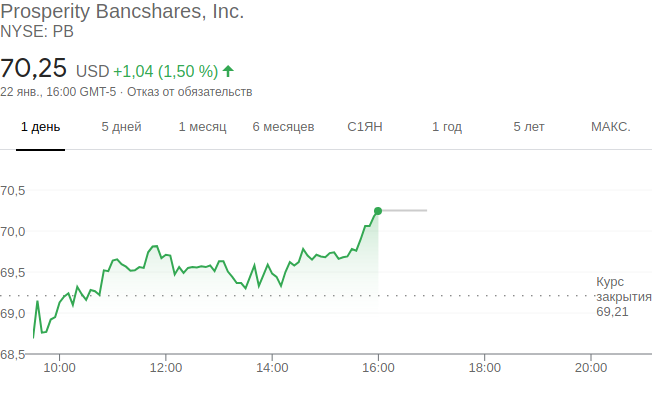 Prosperity Bancshares, Inc.
NYSE: PB
70,25 USD +1,04 (1,50 %)
22 янв., 16:00 GMT-5 · Отказ от обязательств
1 день 5 дней 1 месяц 6 месяцев С1ЯН 1 год 5 лет МАКС.
70,5
70,0
69,5
Курс
закрытия
69,21
69,0
68,5
10:00 12:00 14:00 16:00 18:00 20:00